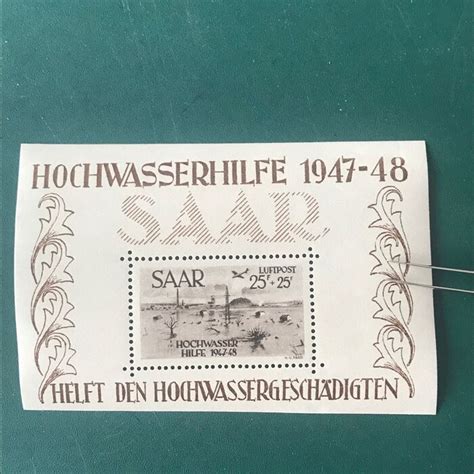 HOCHWASSERHILFE 1947-48
SAAR
SAAR
LUFTPOST
25F + 25F
HOCHWASSER
HILFE 1947-48
HELFT DEN HOCHWASSERGESCHÄDIGTEN